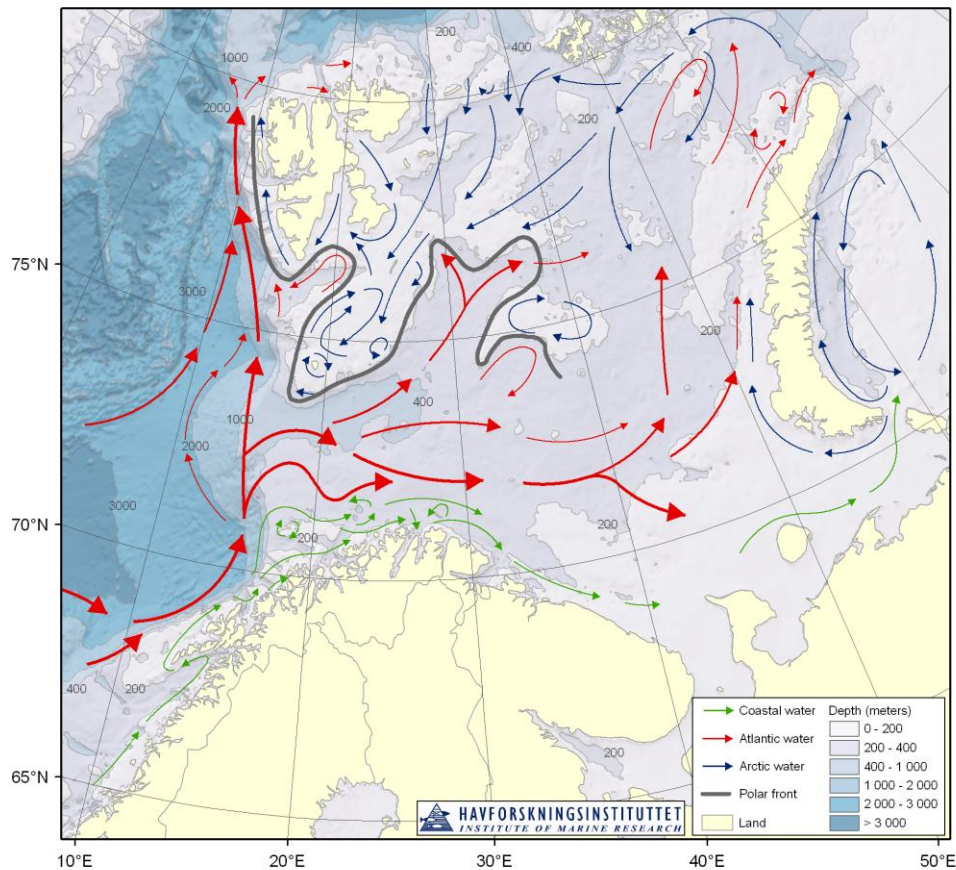 200
400
1000
2000
200
200
75°N
3000
200
400
1000
2000
3000
70°N
200
200
400
200
200
65°N
Coastal water
Atlantic water
Arctic water
Polar front
Land
Depth (meters)
0 - 200
200 - 400
400 - 1 000
1 000 - 2 000
2 000 - 3 000
> 3 000
HAVFORSKNINGSINSTITUTTET
INSTITUTE OF MARINE RESEARCH
10°E
20°E
30°E
40°E
50°E